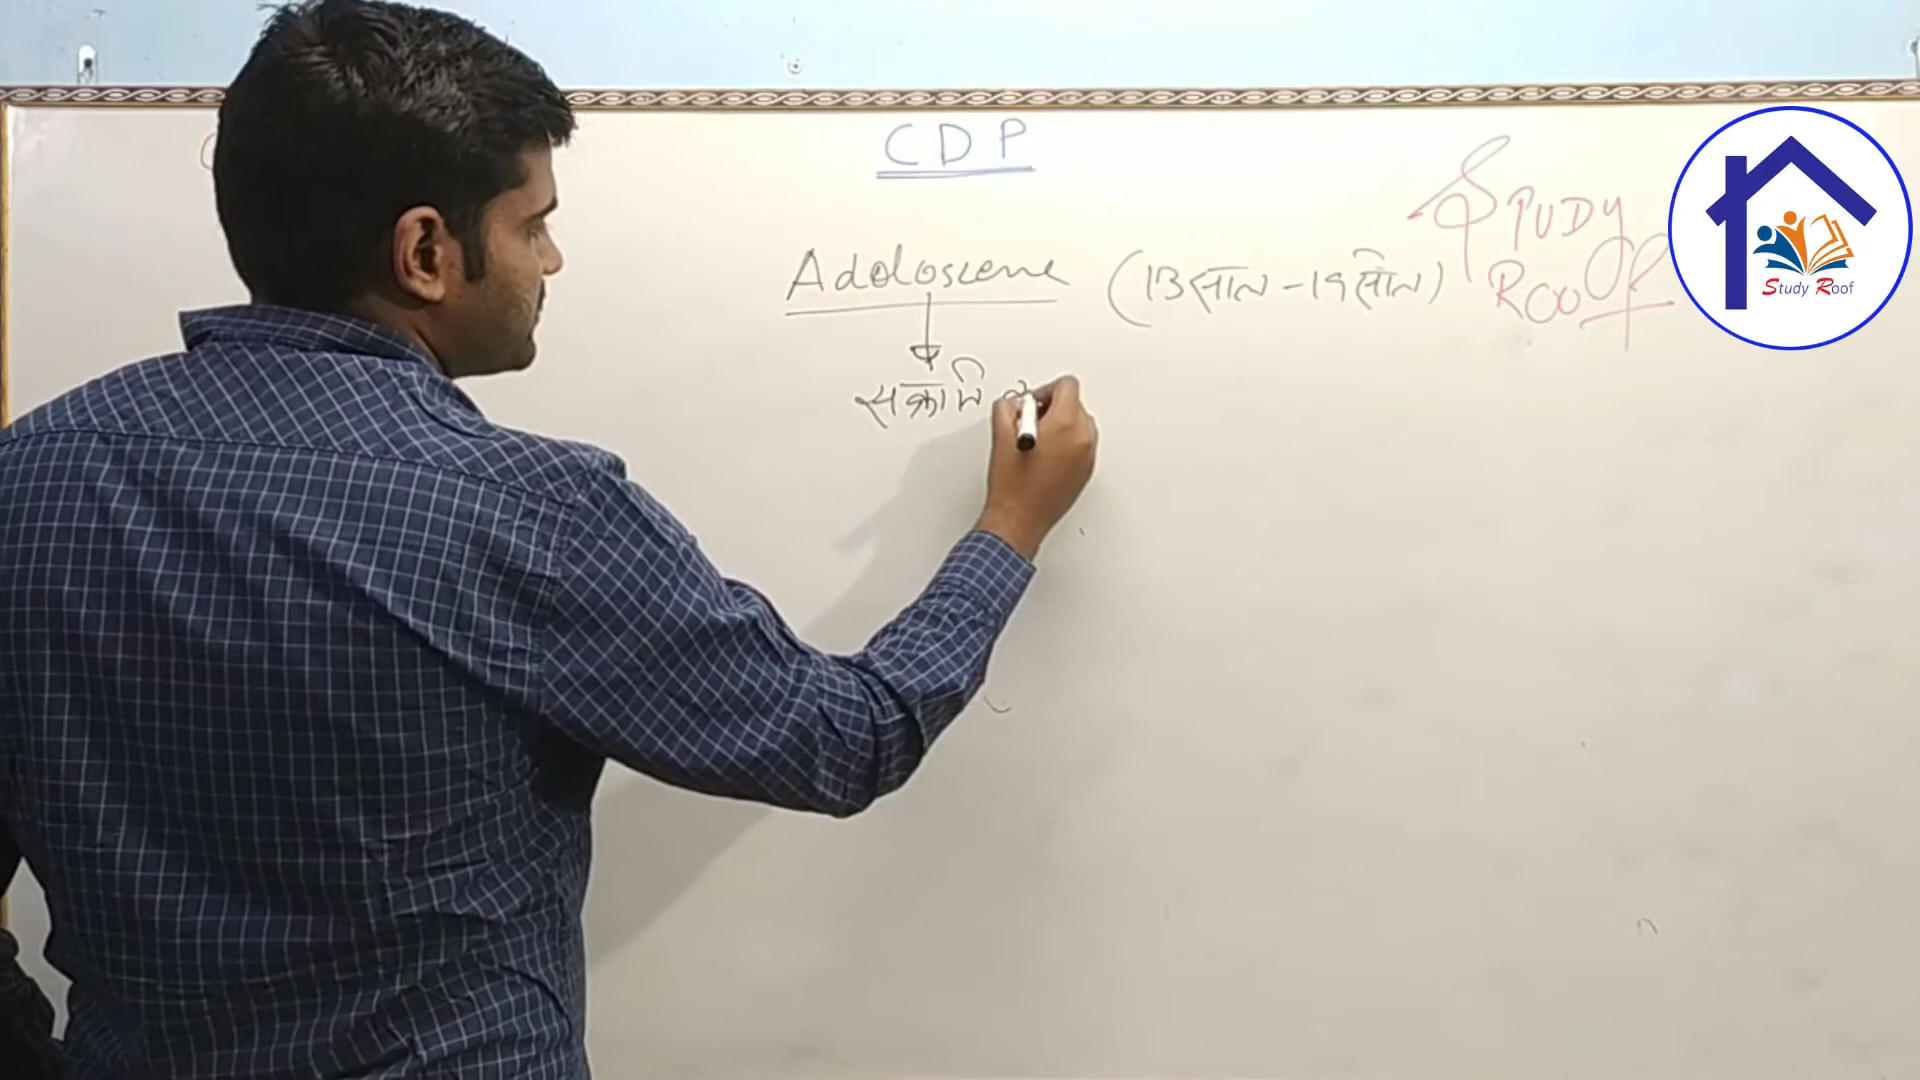 CDP
STUDY
ROOF
Adoloscene (13साल - 19साल)
Study Roof